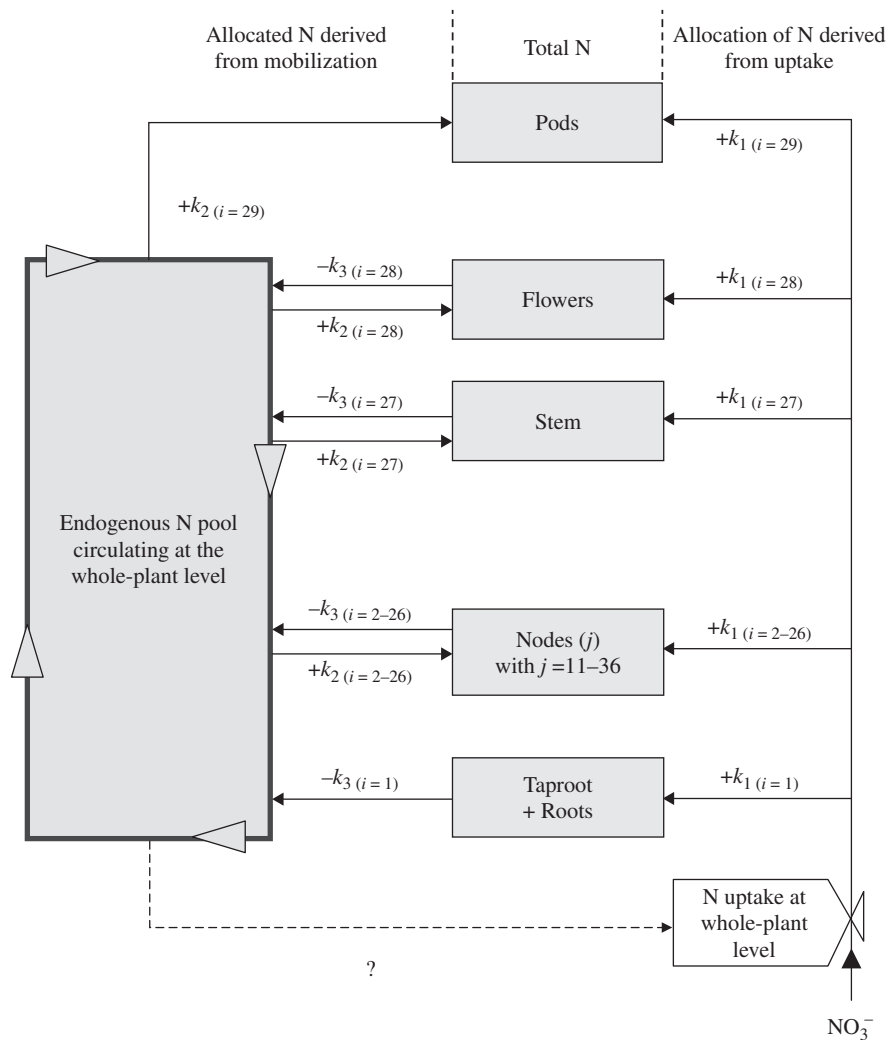 Allocated N derived
from mobilization
Total N
Allocation of N derived
from uptake
Pods
+k1 (i = 29)
+k2 (i = 29)
–k3 (i = 28)
Flowers
+k1 (i = 28)
+k2 (i = 28)
–k3 (i = 27)
Stem
+k1 (i = 27)
+k2 (i = 27)
Endogenous N pool
circulating at the
whole-plant level
–k3 (i = 2–26)
Nodes (j)
with j =11–36
+k1 (i = 2–26)
+k2 (i = 2–26)
–k3 (i = 1)
Taproot
+ Roots
+k1 (i = 1)
N uptake at
whole-plant
level
?
NO3–